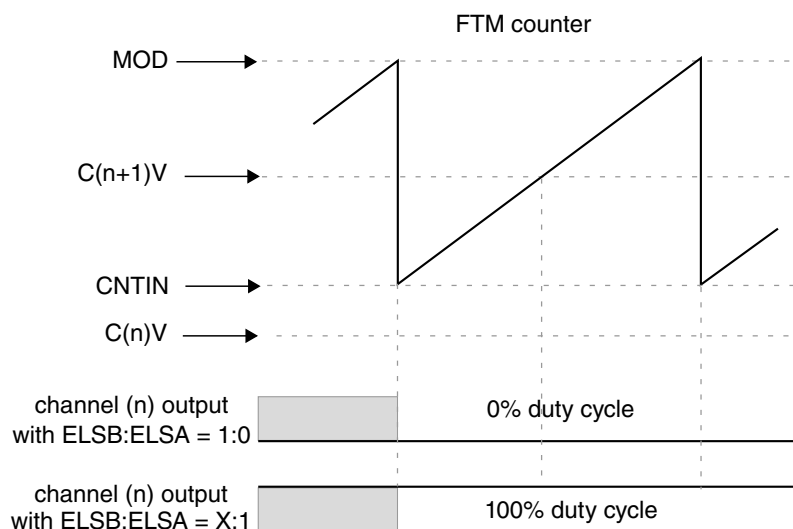 FTM counter
MOD
C(n+1)V
CNTIN
C(n)V
channel (n) output
with ELSB:ELSA = 1:0
0% duty cycle
channel (n) output
with ELSB:ELSA = X:1
100% duty cycle